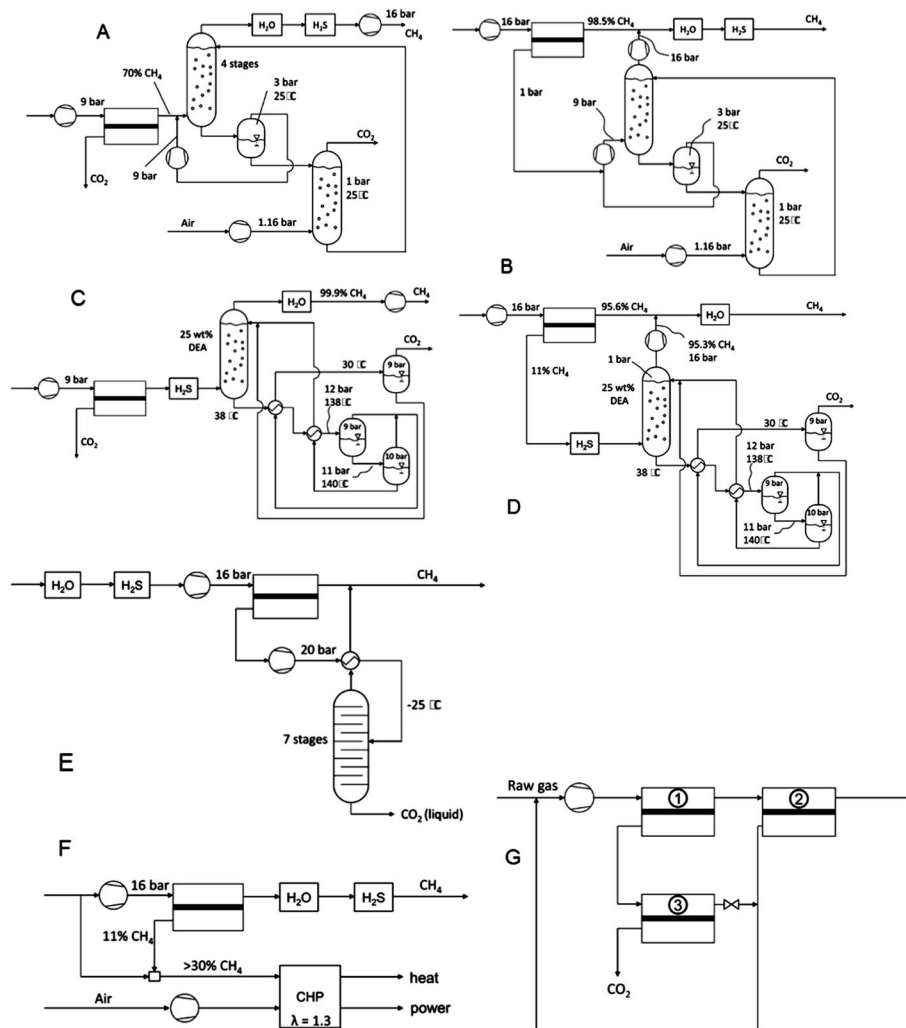 A
H₂O
H₂S
16 bar
CH₄
4 stages
70% CH₄
9 bar
3 bar
25 °C
CO₂
9 bar
CO₂
1 bar
25 °C
Air
1.16 bar
B
16 bar
98.5% CH₄
H₂O
H₂S
CH₄
16 bar
1 bar
9 bar
3 bar
25 °C
CO₂
1 bar
25 °C
Air
1.16 bar
C
H₂O
99.9% CH₄
CH₄
25 wt%
DEA
CO₂
9 bar
30 °C
9 bar
H₂S
12 bar
138 °C
38 °C
9 bar
10 bar
CO₂
11 bar
140 °C
D
16 bar
95.6% CH₄
H₂O
CH₄
95.3% CH₄
16 bar
11% CH₄
1 bar
25 wt%
DEA
CO₂
9 bar
30 °C
H₂S
12 bar
138 °C
38 °C
9 bar
10 bar
11 bar
140 °C
E
H₂O
H₂S
16 bar
CH₄
20 bar
-25 °C
7 stages
CO₂ (liquid)
F
16 bar
H₂O
H₂S
CH₄
11% CH₄
>30% CH₄
heat
Air
CHP
λ = 1.3
power
G
Raw gas
①
②
③
CO₂